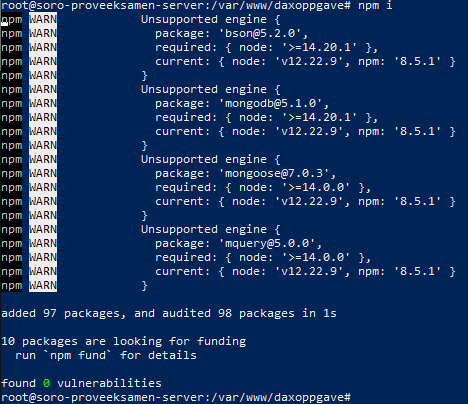 root@soro-proveeksamen-server:/var/www/daxoppgave# npm i
npm WARN Unsupported engine {
npm WARN package: 'bson@5.2.0',
npm WARN required: { node: '>=14.20.1' },
npm WARN current: { node: 'v12.22.9', npm: '8.5.1' }
npm WARN }
npm WARN Unsupported engine {
npm WARN package: 'mongodb@5.1.0',
npm WARN required: { node: '>=14.20.1' },
npm WARN current: { node: 'v12.22.9', npm: '8.5.1' }
npm WARN }
npm WARN Unsupported engine {
npm WARN package: 'mongoose@7.0.3',
npm WARN required: { node: '>=14.0.0' },
npm WARN current: { node: 'v12.22.9', npm: '8.5.1' }
npm WARN }
npm WARN Unsupported engine {
npm WARN package: 'mquery@5.0.0',
npm WARN required: { node: '>=14.0.0' },
npm WARN current: { node: 'v12.22.9', npm: '8.5.1' }
npm WARN }
added 97 packages, and audited 98 packages in 1s
10 packages are looking for funding
run `npm fund` for details
found 0 vulnerabilities
root@soro-proveeksamen-server:/var/www/daxoppgave#